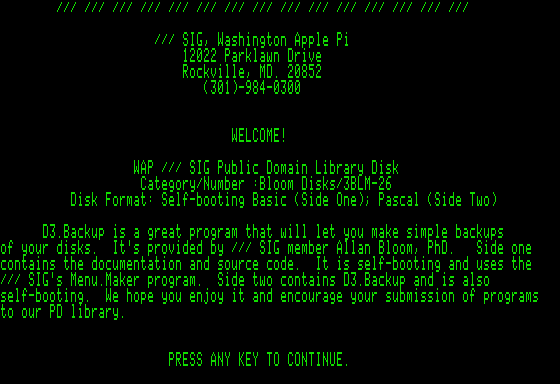 /// /// /// /// /// /// /// /// /// /// /// /// /// /// ///
/// SIG, Washington Apple Pi
12022 Parklawn Drive
Rockville, MD. 20852
(301)-984-0300
WELCOME!
WAP /// SIG Public Domain Library Disk
Category/Number :Bloom Disks/3BLM-26
Disk Format: Self-booting Basic (Side One); Pascal (Side Two)
D3.Backup is a great program that will let you make simple backups
of your disks.  It's provided by /// SIG member Allan Bloom, PhD.   Side one
contains the documentation and source code.  It is self-booting and uses the
/// SIG's Menu.Maker program.  Side two contains D3.Backup and is also
self-booting.  We hope you enjoy it and encourage your submission of programs
to our PD library.
PRESS ANY KEY TO CONTINUE.